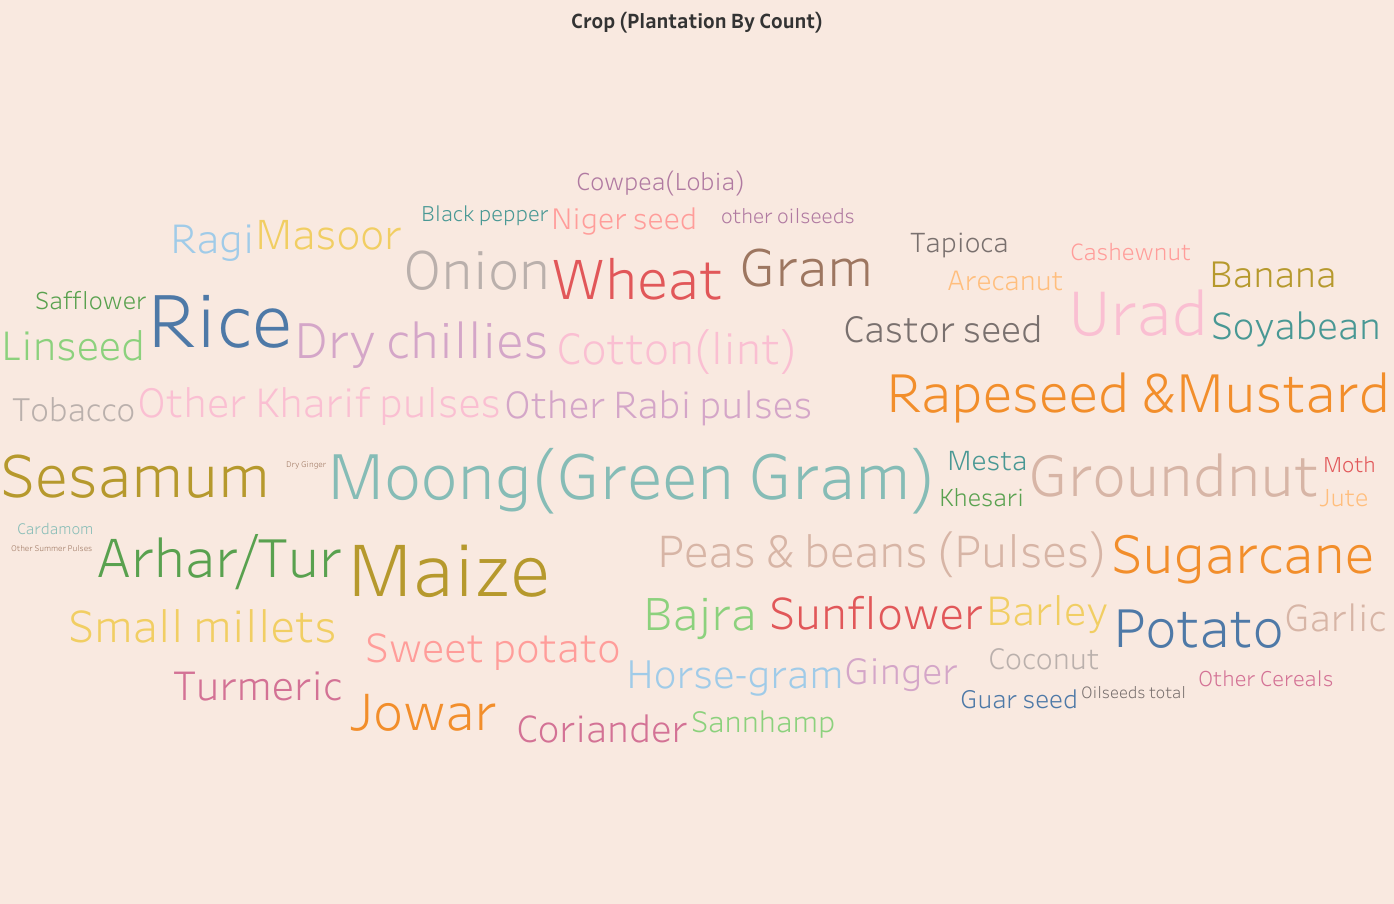 Crop (Plantation By Count)
Cowpea(Lobia)
Black pepper
Niger seed
other oilseeds
Ragi
Masoor
Tapioca
Cashewnut
Onion
Wheat
Gram
Arecanut
Banana
Safflower
Rice
Urad
Linseed
Dry chillies
Cotton(lint)
Castor seed
Soyabean
Tobacco
Other Kharif pulses
Other Rabi pulses
Rapeseed &Mustard
Sesamum
Dry Ginger
Moong(Green Gram)
Mesta
Groundnut
Moth
Khesari
Jute
Cardamom
Other Summer Pulses
Arhar/Tur
Maize
Peas & beans (Pulses)
Sugarcane
Small millets
Bajra
Sunflower
Barley
Potato
Garlic
Sweet potato
Coconut
Turmeric
Horse-gram
Ginger
Other Cereals
Guar seed
Oilseeds total
Jowar
Coriander
Sannhamp